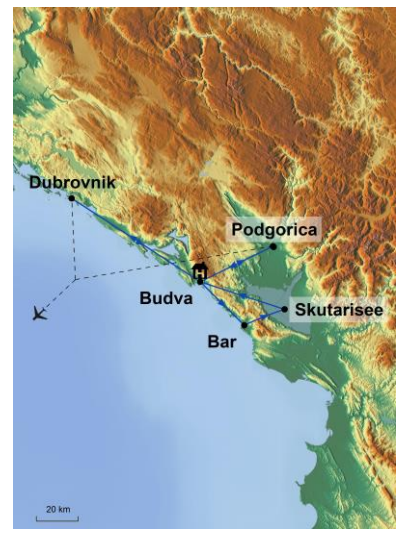 Dubrovnik
Podgorica
H
Budva
Skutarisee
Bar
20 km